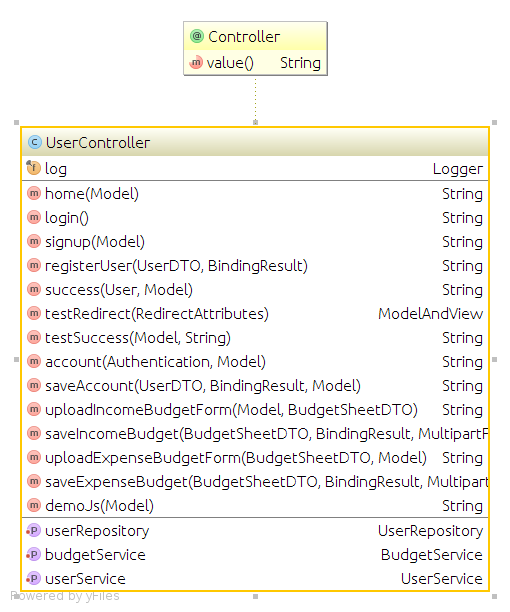 @ Controller
m value() String
C UserController
f log Logger
m home(Model) String
m login() String
m signup(Model) String
m registerUser(UserDTO, BindingResult) String
m success(User, Model) String
m testRedirect(RedirectAttributes) ModelAndView
m testSuccess(Model, String) String
m account(Authentication, Model) String
m saveAccount(UserDTO, BindingResult, Model) String
m uploadIncomeBudgetForm(Model, BudgetSheetDTO) String
m saveIncomeBudget(BudgetSheetDTO, BindingResult, MultipartF
m uploadExpenseBudgetForm(BudgetSheetDTO, Model) String
m saveExpenseBudget(BudgetSheetDTO, BindingResult, Multipart
m demoJs(Model) String
P userRepository UserRepository
P budgetService BudgetService
P userService UserService
Powered by yFiles